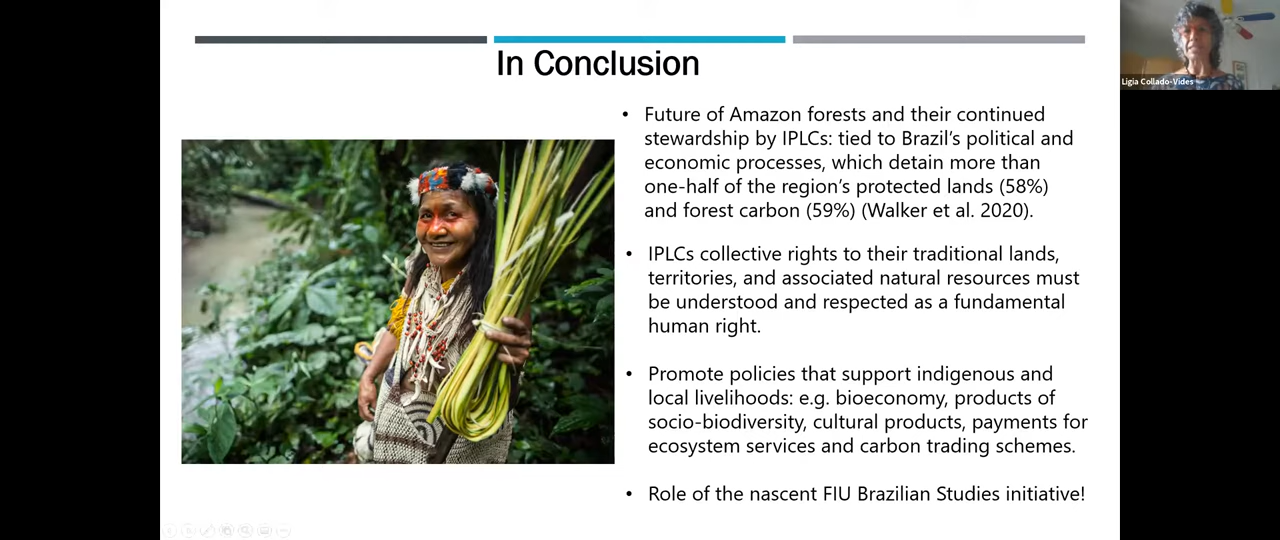 In Conclusion
Ligia Collado-Vides
• Future of Amazon forests and their continued
stewardship by IPLCs: tied to Brazil's political and
economic processes, which detain more than
one-half of the region's protected lands (58%)
and forest carbon (59%) (Walker et al. 2020).
• IPLCs collective rights to their traditional lands,
territories, and associated natural resources must
be understood and respected as a fundamental
human right.
• Promote policies that support indigenous and
local livelihoods: e.g. bioeconomy, products of
socio-biodiversity, cultural products, payments for
ecosystem services and carbon trading schemes.
• Role of the nascent FIU Brazilian Studies initiative!